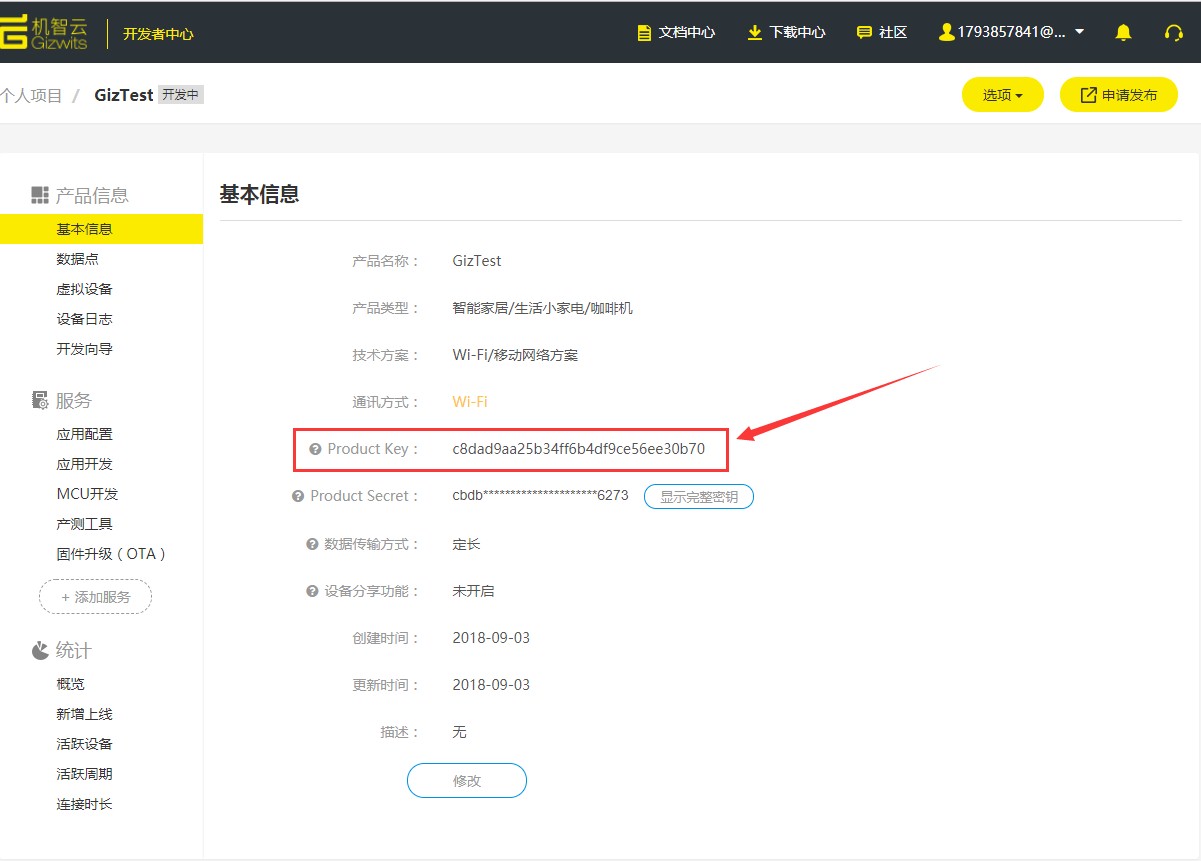 机智云
Gizwits
开发者中心
文档中心
下载中心
社区
1793857841@...
个人项目 / GizTest 开发中
选项
申请发布
产品信息
基本信息
数据点
虚拟设备
设备日志
开发向导
服务
应用配置
应用开发
MCU开发
产测工具
固件升级（OTA）
+ 添加服务
统计
概览
新增上线
活跃设备
活跃周期
连接时长
基本信息
产品名称： GizTest
产品类型： 智能家居/生活小家电/咖啡机
技术方案： Wi-Fi/移动网络方案
通讯方式： Wi-Fi
Product Key： c8dad9aa25b34ff6b4df9ce56ee30b70
Product Secret： cbdb*********************6273 显示完整密钥
数据传输方式： 定长
设备分享功能： 未开启
创建时间： 2018-09-03
更新时间： 2018-09-03
描述： 无
修改